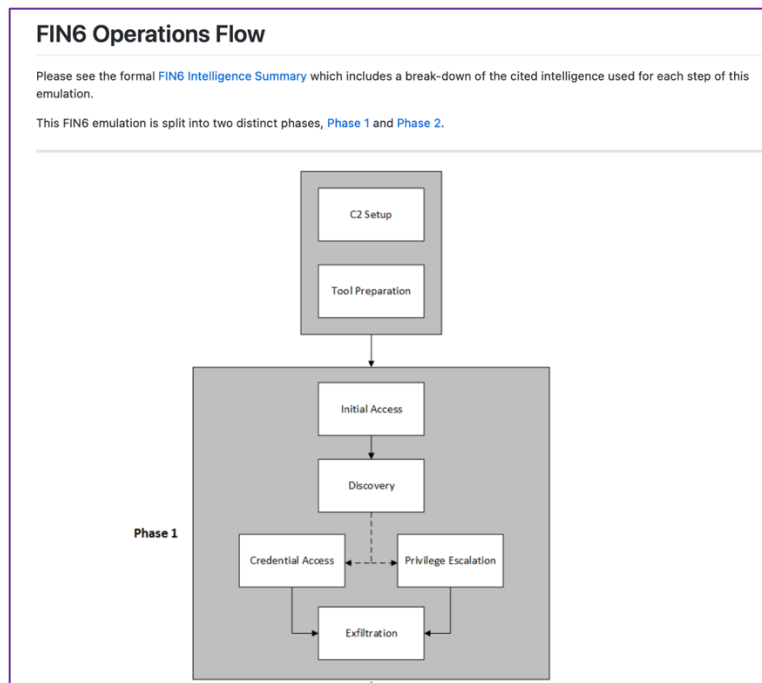 FIN6 Operations Flow
Please see the formal FIN6 Intelligence Summary which includes a break-down of the cited intelligence used for each step of this
emulation.
This FIN6 emulation is split into two distinct phases, Phase 1 and Phase 2.
C2 Setup
Tool Preparation
Initial Access
Discovery
Phase 1
Credential Access
Privilege Escalation
Exfiltration